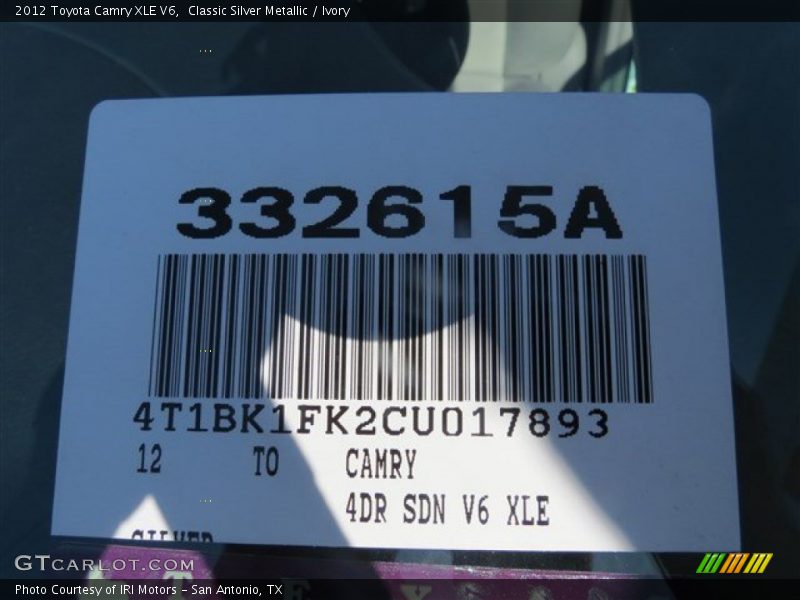 2012 Toyota Camry XLE V6,  Classic Silver Metallic / Ivory
332615A
4T1BK1FK2CU017893
12 TO CAMRY
4DR SDN V6 XLE
SILVER
GTCARLOT.COM
Photo Courtesy of IRI Motors – San Antonio, TX